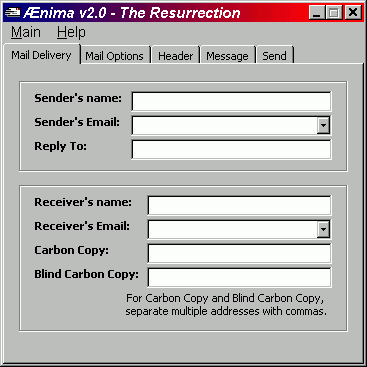 Ænima v2.0 - The Resurrection
Main Help
Mail Delivery Mail Options Header Message Send
Sender's name:
Sender's Email:
Reply To:
Receiver's name:
Receiver's Email:
Carbon Copy:
Blind Carbon Copy:
For Carbon Copy and Blind Carbon Copy,
separate multiple addresses with commas.